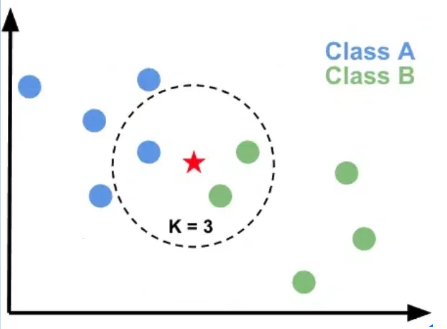 Class A
Class B
K = 3